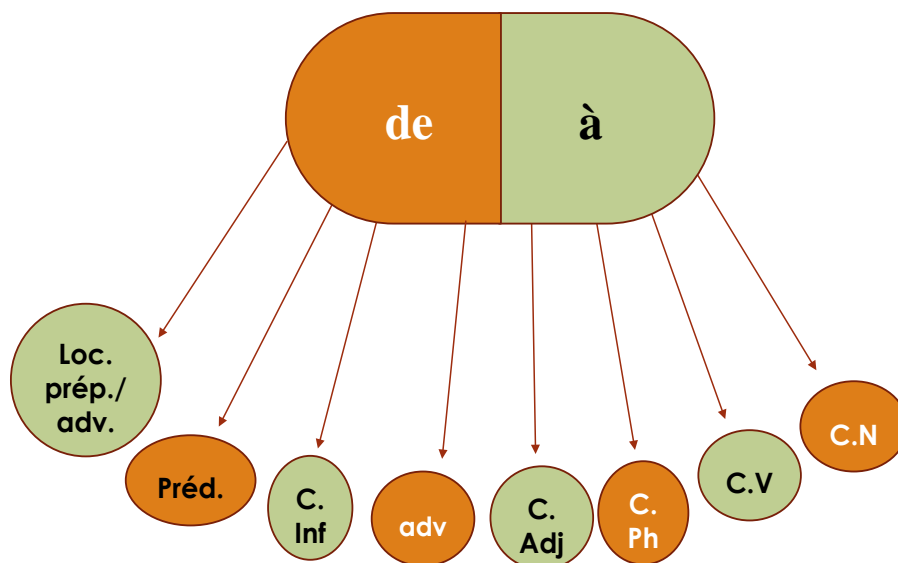 de
à
Loc.
prép./
adv.
Préd.
C.
Inf
adv
C.
Adj
C.
Ph
C.V
C.N